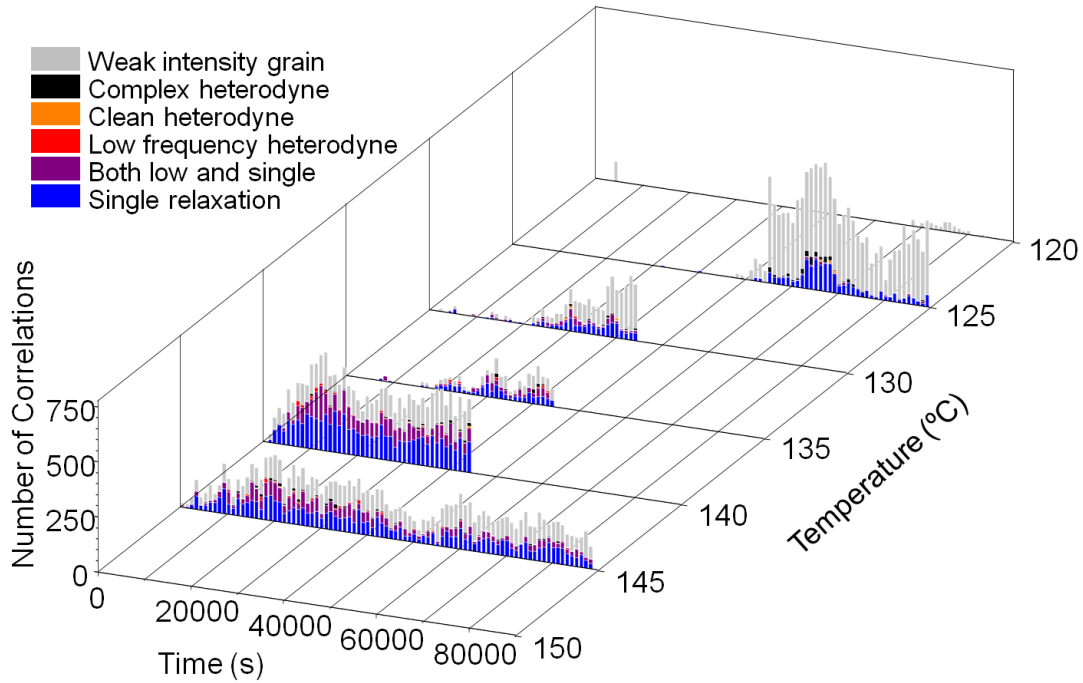 Weak intensity grain
Complex heterodyne
Clean heterodyne
Low frequency heterodyne
Both low and single
Single relaxation
Number of Correlations
750
500
250
0
0
20000
40000
60000
80000
Time (s)
120
125
130
135
140
145
150
Temperature (ºC)